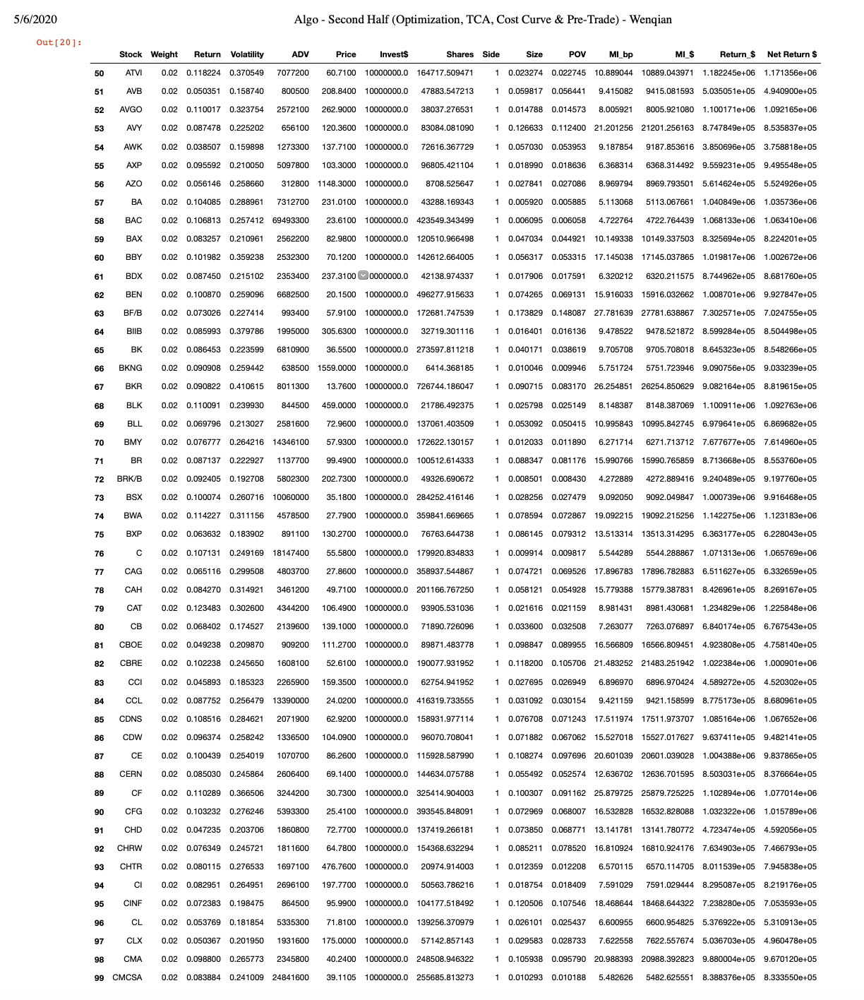 5/6/2020 Algo - Second Half (Optimization, TCA, Cost Curve & Pre-Trade) - Wenqian
Out[20]:
Stock Weight Return Volatility ADV Price Invest$ Shares Side Size POV MI_bp MI_$ Return_$ Net Return $
50 ATVI 0.02 0.118224 0.370549 7077200 60.7100 10000000.0 164717.509471 1 0.023274 0.022745 10.889044 10889.043971 1.182245e+06 1.171356e+06
51 AVB 0.02 0.050351 0.158740 800500 208.8400 10000000.0 47883.547213 1 0.059817 0.056441 9.415082 9415.081593 5.035051e+05 4.940900e+05
52 AVGO 0.02 0.110017 0.323754 2572100 262.9000 10000000.0 38037.276531 1 0.014788 0.014573 8.005921 8005.921080 1.100171e+06 1.092165e+06
53 AVY 0.02 0.087478 0.225202 656100 120.3600 10000000.0 83084.081090 1 0.126633 0.112400 21.201256 21201.256163 8.747849e+05 8.535837e+05
54 AWK 0.02 0.038507 0.159898 1273300 137.7100 10000000.0 72616.367729 1 0.057030 0.053953 9.187854 9187.853616 3.850696e+05 3.758818e+05
55 AXP 0.02 0.095592 0.210050 5097800 103.3000 10000000.0 96805.421104 1 0.018990 0.018636 6.368314 6368.314492 9.559231e+05 9.495548e+05
56 AZO 0.02 0.056146 0.258660 312800 1148.3000 10000000.0 8708.525647 1 0.027841 0.027086 8.969794 8969.793501 5.614624e+05 5.524926e+05
57 BA 0.02 0.104085 0.288961 7312700 231.0100 10000000.0 43288.169343 1 0.005920 0.005885 5.113068 5113.067661 1.040849e+06 1.035736e+06
58 BAC 0.02 0.106813 0.257412 69493300 23.6100 10000000.0 423549.343499 1 0.006095 0.006058 4.722764 4722.764439 1.068133e+06 1.063410e+06
59 BAX 0.02 0.083257 0.210961 2562200 82.9800 10000000.0 120510.966498 1 0.047034 0.044921 10.149338 10149.337503 8.325694e+05 8.224201e+05
60 BBY 0.02 0.101982 0.359238 2532300 70.1200 10000000.0 142612.664005 1 0.056317 0.053315 17.145038 17145.037865 1.019817e+06 1.002672e+06
61 BDX 0.02 0.087450 0.215102 2353400 237.3100 0000000.0 42138.974337 1 0.017906 0.017591 6.320212 6320.211575 8.744962e+05 8.681760e+05
62 BEN 0.02 0.100870 0.259096 6682500 20.1500 10000000.0 496277.915633 1 0.074265 0.069131 15.916033 15916.032662 1.008701e+06 9.927847e+05
63 BF/B 0.02 0.073026 0.227414 993400 57.9100 10000000.0 172681.747539 1 0.173829 0.148087 27.781639 27781.638867 7.302571e+05 7.024755e+05
64 BIIB 0.02 0.085993 0.379786 1995000 305.6300 10000000.0 32719.301116 1 0.016401 0.016136 9.478522 9478.521872 8.599284e+05 8.504498e+05
65 BK 0.02 0.086453 0.223599 6810900 36.5500 10000000.0 273597.811218 1 0.040171 0.038619 9.705708 9705.708018 8.645323e+05 8.548266e+05
66 BKNG 0.02 0.090908 0.259442 638500 1559.0000 10000000.0 6414.368185 1 0.010046 0.009946 5.751724 5751.723946 9.090756e+05 9.033239e+05
67 BKR 0.02 0.090822 0.410615 8011300 13.7600 10000000.0 726744.186047 1 0.090715 0.083170 26.254851 26254.850629 9.082164e+05 8.819615e+05
68 BLK 0.02 0.110091 0.239930 844500 459.0000 10000000.0 21786.492375 1 0.025798 0.025149 8.148387 8148.387069 1.100911e+06 1.092763e+06
69 BLL 0.02 0.069796 0.213027 2581600 72.9600 10000000.0 137061.403509 1 0.053092 0.050415 10.995843 10995.842745 6.979641e+05 6.869682e+05
70 BMY 0.02 0.076777 0.264216 14346100 57.9300 10000000.0 172622.130157 1 0.012033 0.011890 6.271714 6271.713712 7.677677e+05 7.614960e+05
71 BR 0.02 0.087137 0.222927 1137700 99.4900 10000000.0 100512.614333 1 0.088347 0.081176 15.990766 15990.765859 8.713668e+05 8.553760e+05
72 BRK/B 0.02 0.092405 0.192708 5802300 202.7300 10000000.0 49326.690672 1 0.008501 0.008430 4.272889 4272.889416 9.240489e+05 9.197760e+05
73 BSX 0.02 0.100074 0.260716 10060000 35.1800 10000000.0 284252.416146 1 0.028256 0.027479 9.092050 9092.049847 1.000739e+06 9.916468e+05
74 BWA 0.02 0.114227 0.311156 4578500 27.7900 10000000.0 359841.669665 1 0.078594 0.072867 19.092215 19092.215256 1.142275e+06 1.123183e+06
75 BXP 0.02 0.063632 0.183902 891100 130.2700 10000000.0 76763.644738 1 0.086145 0.079312 13.513314 13513.314295 6.363177e+05 6.228043e+05
76 C 0.02 0.107131 0.249169 18147400 55.5800 10000000.0 179920.834833 1 0.009914 0.009817 5.544289 5544.288867 1.071313e+06 1.065769e+06
77 CAG 0.02 0.065116 0.299508 4803700 27.8600 10000000.0 358937.544867 1 0.074721 0.069526 17.896783 17896.782883 6.511627e+05 6.332659e+05
78 CAH 0.02 0.084270 0.314921 3461200 49.7100 10000000.0 201166.767250 1 0.058121 0.054928 15.779388 15779.387831 8.426961e+05 8.269167e+05
79 CAT 0.02 0.123483 0.302600 4344200 106.4900 10000000.0 93905.531036 1 0.021616 0.021159 8.981431 8981.430681 1.234829e+06 1.225848e+06
80 CB 0.02 0.068402 0.174527 2139600 139.1000 10000000.0 71890.726096 1 0.033600 0.032508 7.263077 7263.076897 6.840174e+05 6.767543e+05
81 CBOE 0.02 0.049238 0.209870 909200 111.2700 10000000.0 89871.483778 1 0.098847 0.089955 16.566809 16566.809451 4.923808e+05 4.758140e+05
82 CBRE 0.02 0.102238 0.245650 1608100 52.6100 10000000.0 190077.931952 1 0.118200 0.105706 21.483252 21483.251942 1.022384e+06 1.000901e+06
83 CCI 0.02 0.045893 0.185323 2265900 159.3500 10000000.0 62754.941952 1 0.027695 0.026949 6.896970 6896.970424 4.589272e+05 4.520302e+05
84 CCL 0.02 0.087752 0.256479 13390000 24.0200 10000000.0 416319.733555 1 0.031092 0.030154 9.421159 9421.158599 8.775173e+05 8.680961e+05
85 CDNS 0.02 0.108516 0.284621 2071900 62.9200 10000000.0 158931.977114 1 0.076708 0.071243 17.511974 17511.973707 1.085164e+06 1.067652e+06
86 CDW 0.02 0.096374 0.258242 1336500 104.0900 10000000.0 96070.708041 1 0.071882 0.067062 15.527018 15527.017627 9.637411e+05 9.482141e+05
87 CE 0.02 0.100439 0.254019 1070700 86.2600 10000000.0 115928.587990 1 0.108274 0.097696 20.601039 20601.039028 1.004388e+06 9.837865e+05
88 CERN 0.02 0.085030 0.245864 2606400 69.1400 10000000.0 144634.075788 1 0.055492 0.052574 12.636702 12636.701595 8.503031e+05 8.376664e+05
89 CF 0.02 0.110289 0.366506 3244200 30.7300 10000000.0 325414.904003 1 0.100307 0.091162 25.879725 25879.725225 1.102894e+06 1.077014e+06
90 CFG 0.02 0.103232 0.276246 5393300 25.4100 10000000.0 393545.848091 1 0.072969 0.068007 16.532828 16532.828088 1.032322e+06 1.015789e+06
91 CHD 0.02 0.047235 0.203706 1860800 72.7700 10000000.0 137419.266181 1 0.073850 0.068771 13.141781 13141.780772 4.723474e+05 4.592056e+05
92 CHRW 0.02 0.076349 0.245721 1811600 64.7800 10000000.0 154368.632294 1 0.085211 0.078520 16.810924 16810.924176 7.634903e+05 7.466793e+05
93 CHTR 0.02 0.080115 0.276533 1697100 476.7600 10000000.0 20974.914003 1 0.012359 0.012208 6.570115 6570.114705 8.011539e+05 7.945838e+05
94 CI 0.02 0.082951 0.264951 2696100 197.7700 10000000.0 50563.786216 1 0.018754 0.018409 7.591029 7591.029444 8.295087e+05 8.219176e+05
95 CINF 0.02 0.072383 0.198475 864500 95.9900 10000000.0 104177.518492 1 0.120506 0.107546 18.468644 18468.644322 7.238280e+05 7.053593e+05
96 CL 0.02 0.053769 0.181854 5335300 71.8100 10000000.0 139256.370979 1 0.026101 0.025437 6.600955 6600.954825 5.376922e+05 5.310913e+05
97 CLX 0.02 0.050367 0.201950 1931600 175.0000 10000000.0 57142.857143 1 0.029583 0.028733 7.622558 7622.557674 5.036703e+05 4.960478e+05
98 CMA 0.02 0.098800 0.265773 2345800 40.2400 10000000.0 248508.946322 1 0.105938 0.095790 20.988393 20988.392823 9.880004e+05 9.670120e+05
99 CMCSA 0.02 0.083884 0.241009 24841600 39.1105 10000000.0 255685.813273 1 0.010293 0.010188 5.482626 5482.625551 8.388376e+05 8.333550e+05